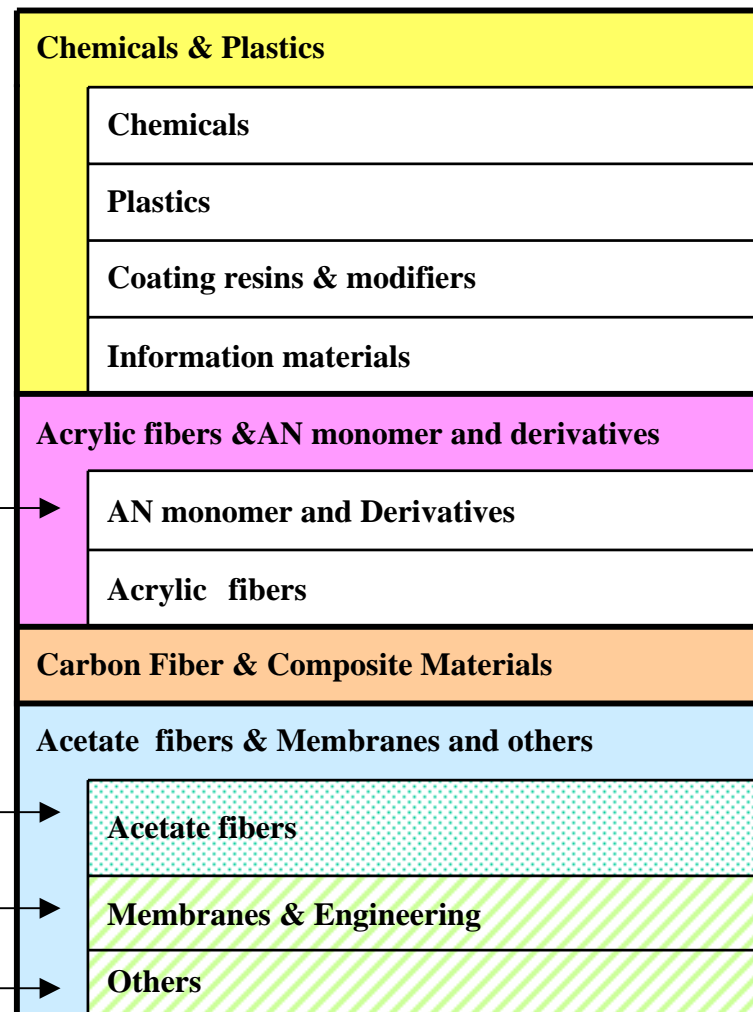 Chemicals & Plastics
Chemicals
Plastics
Coating resins & modifiers
Information materials
Acrylic fibers &AN monomer and derivatives
AN monomer and Derivatives
Acrylic fibers
Carbon Fiber & Composite Materials
Acetate fibers & Membranes and others
Acetate fibers
Membranes & Engineering
Others